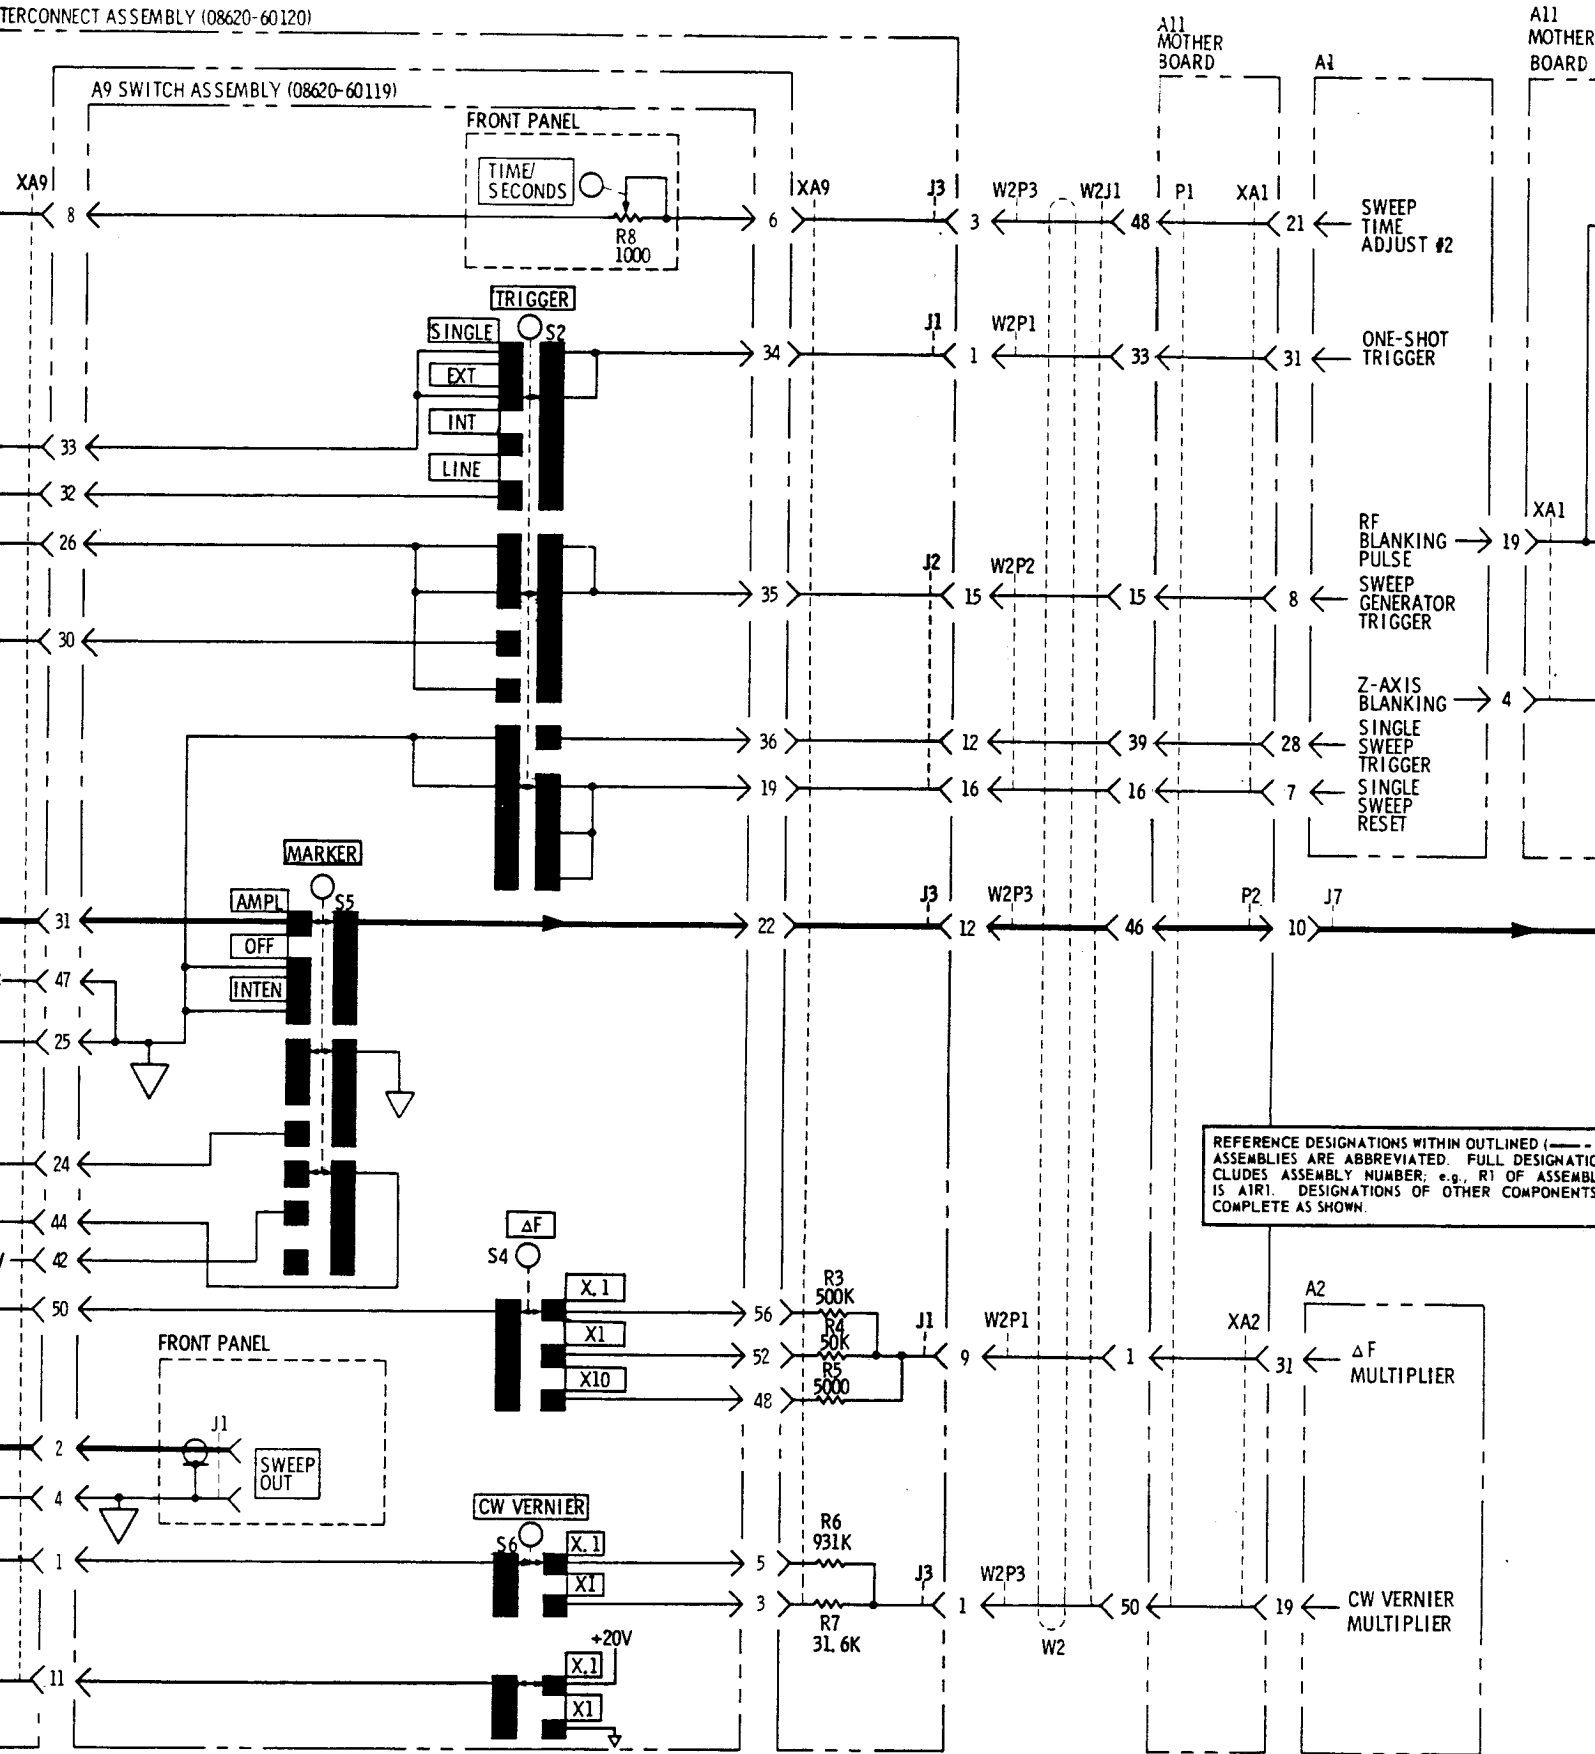 TERCONNECT ASSEMBLY (08620-60120)
A9 SWITCH ASSEMBLY (08620-60119)
FRONT PANEL
TIME/
SECONDS
R8
1000
A11
MOTHER
BOARD
A1
A11
MOTHER
BOARD
XA9
8
6
XA9
J3
3
W2P3
W2J1
48
P1
XA1
21
SWEEP
TIME
ADJUST #2
TRIGGER
S2
SINGLE
EXT
INT
LINE
34
J1
1
W2P1
33
31
ONE-SHOT
TRIGGER
33
32
26
30
35
J2
15
W2P2
15
8
RF
BLANKING
PULSE
19
XA1
SWEEP
GENERATOR
TRIGGER
Z-AXIS
BLANKING
4
36
12
39
28
SINGLE
SWEEP
TRIGGER
19
16
16
7
SINGLE
SWEEP
RESET
MARKER
S5
AMPL
OFF
INTEN
31
47
25
22
J3
12
W2P3
46
P2
10
J7
24
44
42
REFERENCE DESIGNATIONS WITHIN OUTLINED (
ASSEMBLIES ARE ABBREVIATED. FULL DESIGNATIO
CLUDES ASSEMBLY NUMBER; e.g., R1 OF ASSEMBL
IS A1R1. DESIGNATIONS OF OTHER COMPONENTS
COMPLETE AS SHOWN.
ΔF
S4
X.1
X1
X10
50
56
52
48
R3
500K
R4
50K
R5
5000
J1
9
W2P1
1
XA2
31
A2
ΔF
MULTIPLIER
FRONT PANEL
J1
SWEEP
OUT
2
4
CW VERNIER
S6
X.1
X1
1
5
3
R6
931K
R7
31.6K
J3
1
W2P3
50
19
CW VERNIER
MULTIPLIER
W2
+20V
X.1
X1
11